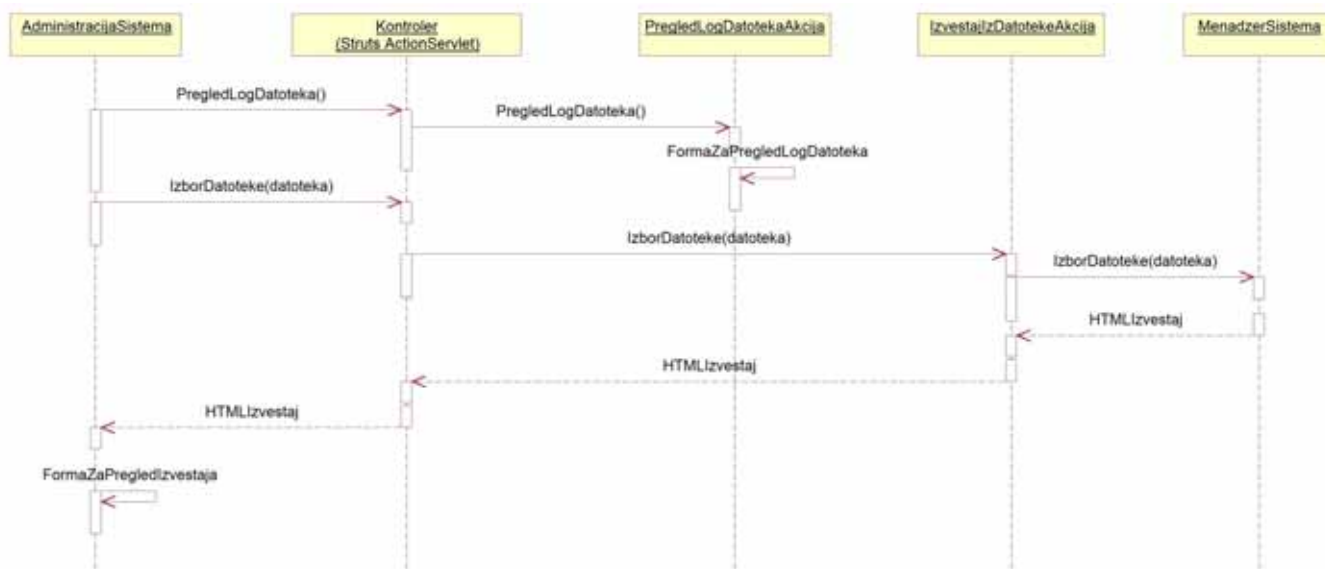 AdministracijaSistema
Kontroler
(Struts ActionServlet)
PregledLogDatotekaAkcija
IzvestajIzDatotekeAkcija
MenadzerSistema
PregledLogDatoteka()
PregledLogDatoteka()
FormaZaPregledLogDatoteka
IzborDatoteke(datoteka)
IzborDatoteke(datoteka)
IzborDatoteke(datoteka)
HTMLIzvestaj
HTMLIzvestaj
HTMLIzvestaj
FormaZaPregledIzvestaja